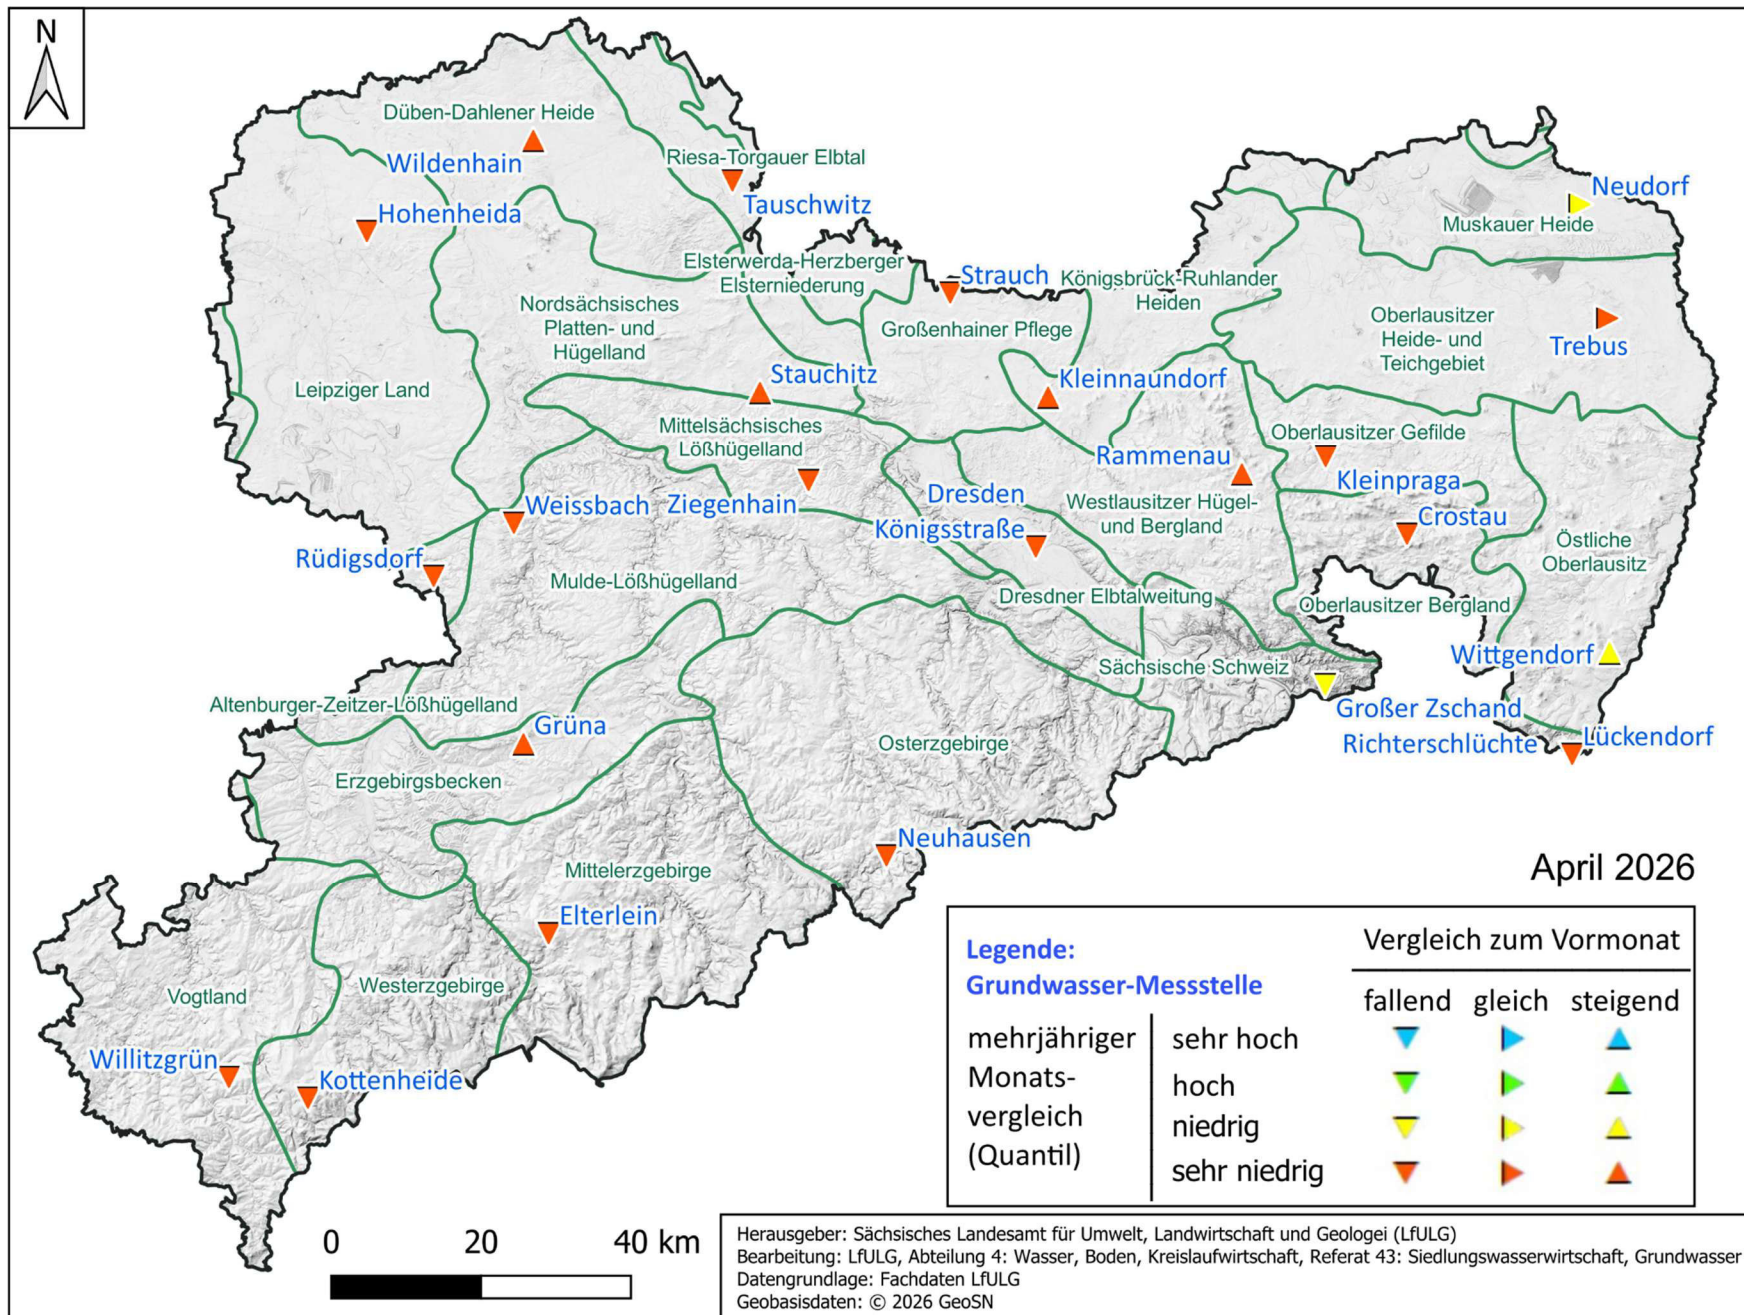 N
Düben-Dahlener Heide
Wildenhain
Riesa-Torgauer Elbtal
Tauschwitz
Hohenheida
Neudorf
Muskauer Heide
Elsterwerda-Herzberger
Elsterniederung
Strauch
Königsbrück-Ruhlander
Heiden
Nordsächsisches
Platten- und
Hügelland
Großenhainer Pflege
Oberlausitzer
Heide- und
Teichgebiet
Trebus
Leipziger Land
Stauchitz
Kleinnaundorf
Mittelsächsisches
Lößhügelland
Oberlausitzer Gefilde
Rammenau
Kleinpraga
Weissbach
Ziegenhain
Dresden
Königsstraße
Westlausitzer Hügel-
und Bergland
Crostau
Östliche
Oberlausitz
Rüdigsdorf
Mulde-Lößhügelland
Dresdner Elbtalweitung
Oberlausitzer Bergland
Wittgendorf
Sächsische Schweiz
Altenburger-Zeitzer-Lößhügelland
Grüna
Großer Zschand
Richterschlüchte
Lückendorf
Osterzgebirge
Erzgebirgsbecken
Neuhausen
Mittelerzgebirge
Elterlein
Westerzgebirge
Vogtland
Willitzgrün
Kottenheide
April 2026
Legende:
Grundwasser-Messstelle
Vergleich zum Vormonat
fallend gleich steigend
mehrjähriger
Monats-
vergleich
(Quantil)
sehr hoch
hoch
niedrig
sehr niedrig
0 20 40 km
Herausgeber: Sächsisches Landesamt für Umwelt, Landwirtschaft und Geologei (LfULG)
Bearbeitung: LfULG, Abteilung 4: Wasser, Boden, Kreislaufwirtschaft, Referat 43: Siedlungswasserwirtschaft, Grundwasser
Datengrundlage: Fachdaten LfULG
Geobasisdaten: © 2026 GeoSN